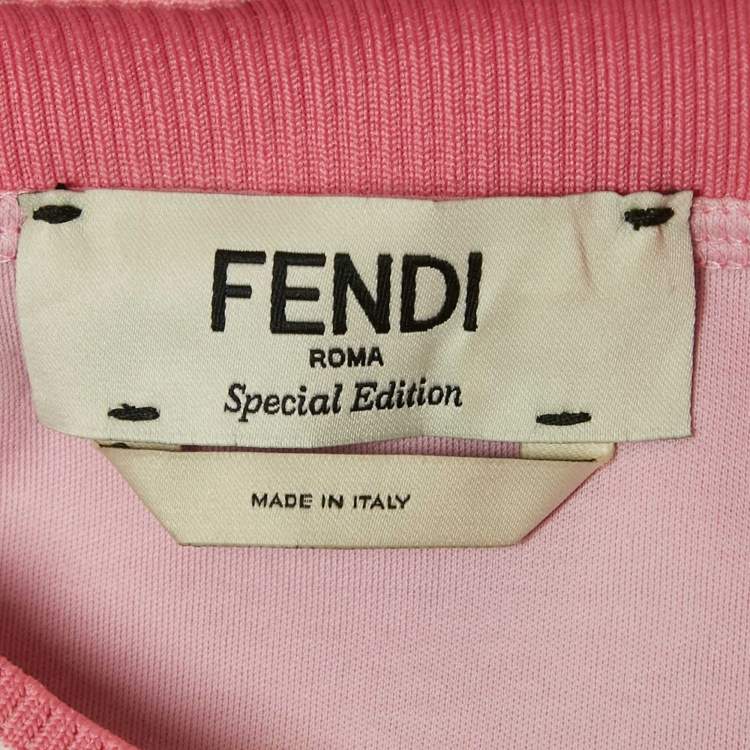 FENDI
ROMA
Special Edition
MADE IN ITALY